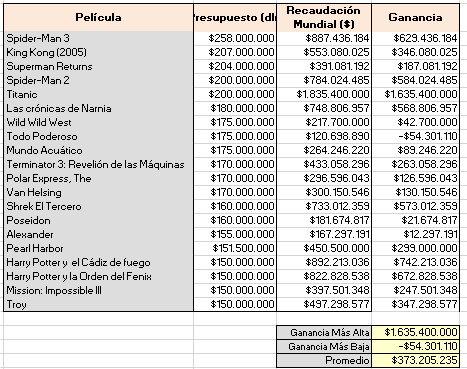 Película Presupuesto (dlls) Recaudación Mundial ($) Ganancia
Spider-Man 3 $258.000.000 $887.436.184 $629.436.184
King Kong (2005) $207.000.000 $553.080.025 $346.080.025
Superman Returns $204.000.000 $391.081.192 $187.081.192
Spider-Man 2 $200.000.000 $784.024.485 $584.024.485
Titanic $200.000.000 $1.835.400.000 $1.635.400.000
Las crónicas de Narnia $180.000.000 $748.806.957 $568.806.957
Wild Wild West $175.000.000 $217.700.000 $42.700.000
Todo Poderoso $175.000.000 $120.698.890 -$54.301.110
Mundo Acuático $175.000.000 $264.246.220 $89.246.220
Terminator 3: Revelión de las Máquinas $170.000.000 $433.058.296 $263.058.296
Polar Express, The $170.000.000 $296.596.043 $126.596.043
Van Helsing $170.000.000 $300.150.546 $130.150.546
Shrek El Tercero $160.000.000 $733.012.359 $573.012.359
Poseidon $160.000.000 $181.674.817 $21.674.817
Alexander $155.000.000 $167.297.191 $12.297.191
Pearl Harbor $151.500.000 $450.500.000 $299.000.000
Harry Potter y el Cádiz de fuego $150.000.000 $892.213.036 $742.213.036
Harry Potter y la Orden del Fenix $150.000.000 $822.828.538 $672.828.538
Mission: Impossible III $150.000.000 $397.501.348 $247.501.348
Troy $150.000.000 $497.298.577 $347.298.577
Ganancia Más Alta $1.635.400.000
Ganancia Más Baja -$54.301.110
Promedio $373.205.235